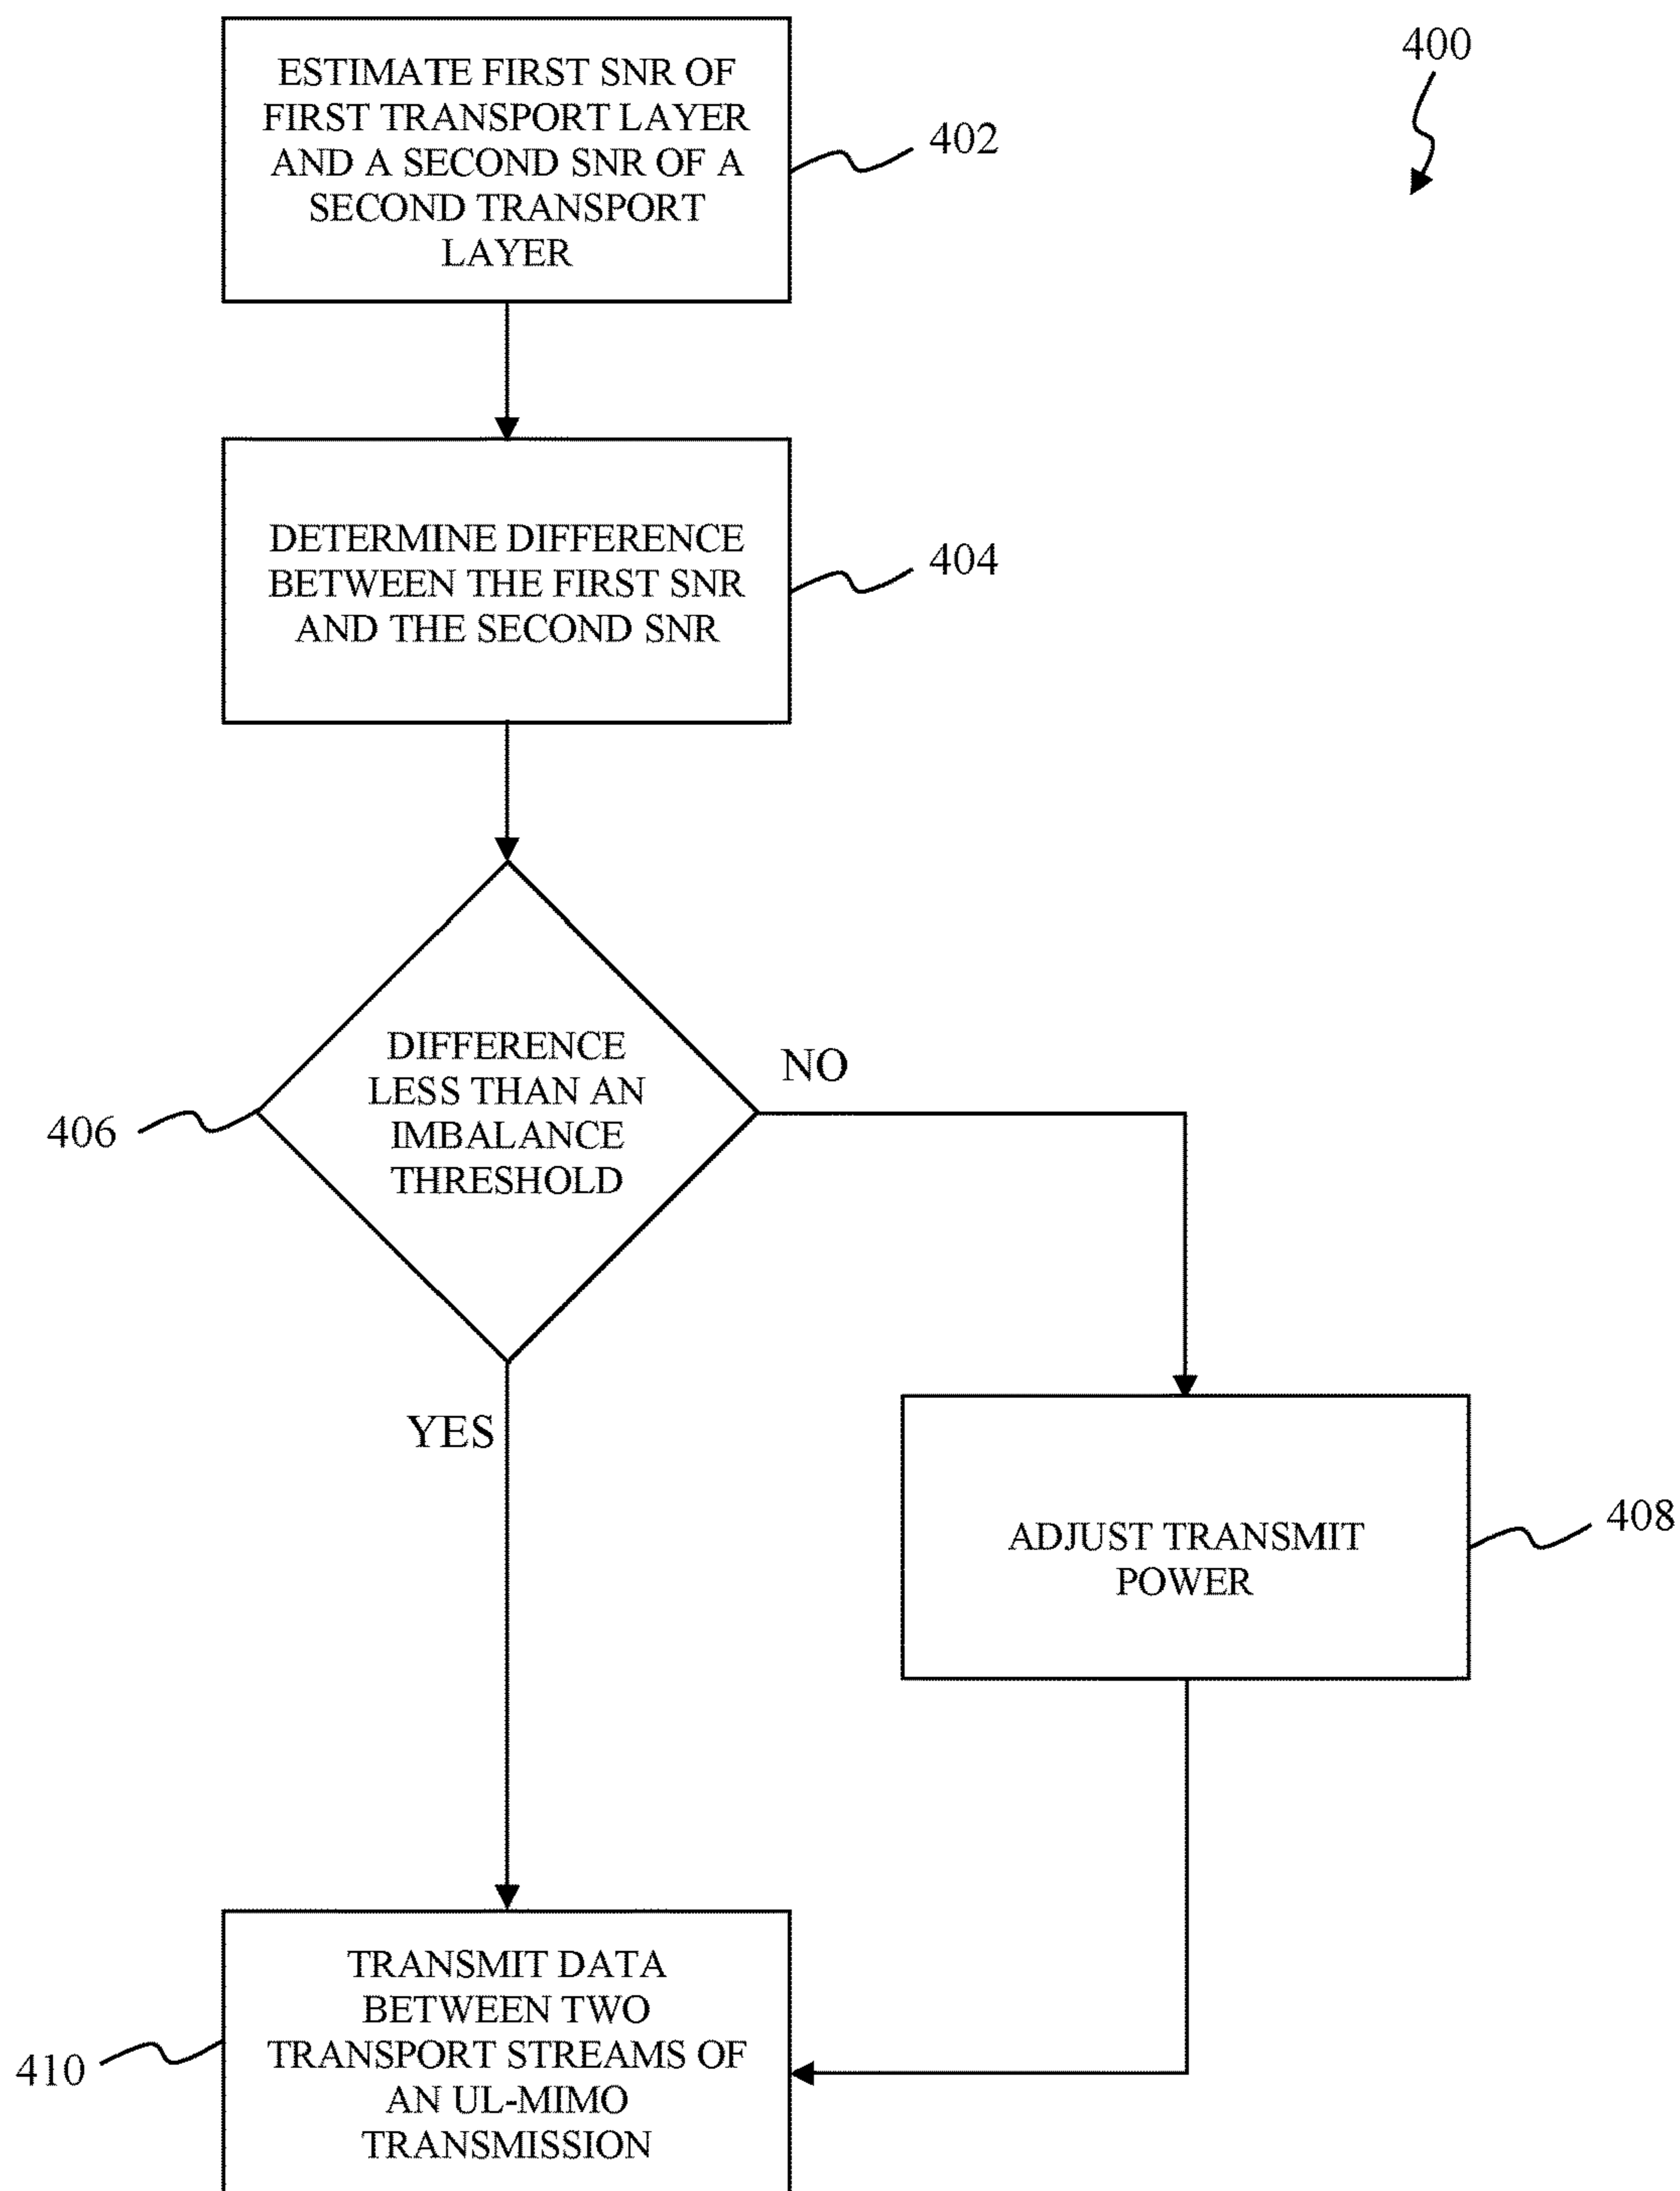 400
ESTIMATE FIRST SNR OF
FIRST TRANSPORT LAYER
AND A SECOND SNR OF A
SECOND TRANSPORT
LAYER
402
DETERMINE DIFFERENCE
BETWEEN THE FIRST SNR
AND THE SECOND SNR
404
DIFFERENCE
LESS THAN AN
IMBALANCE
THRESHOLD
406
NO
YES
ADJUST TRANSMIT
POWER
408
TRANSMIT DATA
BETWEEN TWO
TRANSPORT STREAMS OF
AN UL-MIMO
TRANSMISSION
410